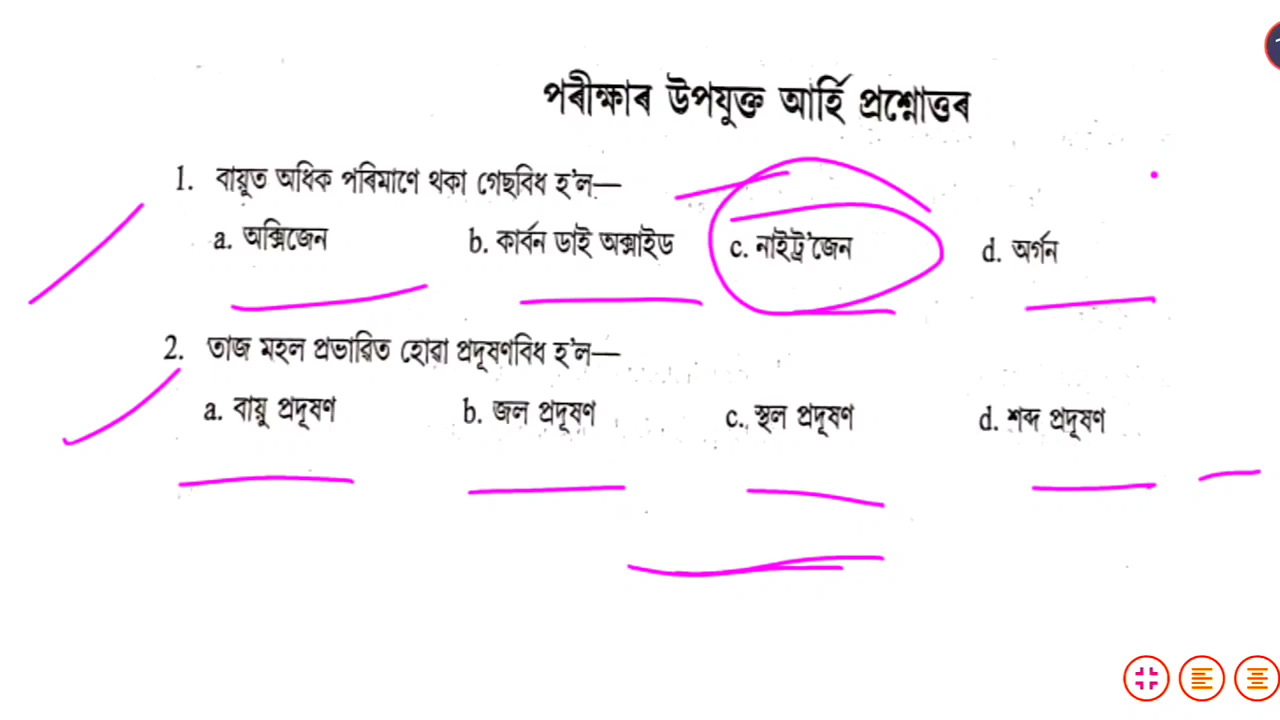 পৰীক্ষাৰ উপযুক্ত আৰ্হি প্ৰশ্নোত্তৰ
1. বায়ুত অধিক পৰিমাণে থকা গেছবিধ হ'ল—
a. অক্সিজেন b. কাৰ্বন ডাই অক্সাইড c. নাইট্ৰ'জেন d. অৰ্গন
2. তাজ মহল প্ৰভাৱিত হোৱা প্ৰদূষণবিধ হ'ল—
a. বায়ু প্ৰদূষণ b. জল প্ৰদূষণ c. স্থল প্ৰদূষণ d. শব্দ প্ৰদূষণ